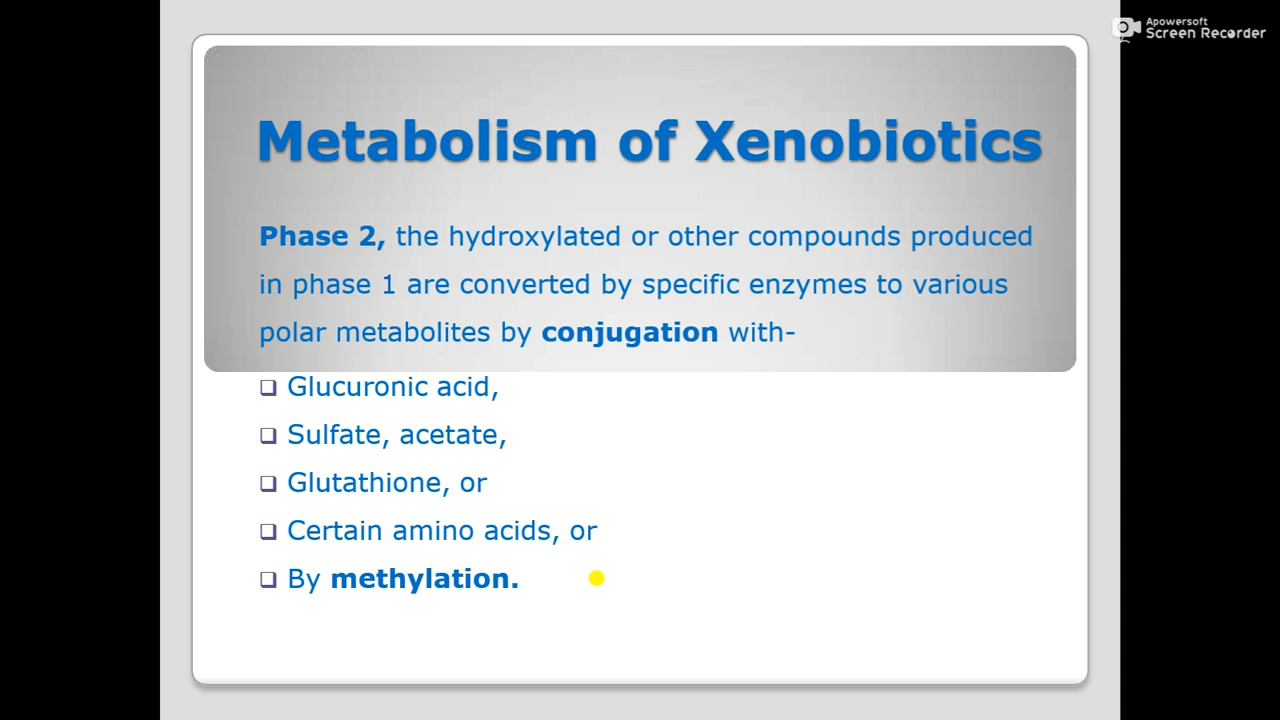 Apowersoft
Screen Recorder
Metabolism of Xenobiotics
Phase 2, the hydroxylated or other compounds produced
in phase 1 are converted by specific enzymes to various
polar metabolites by conjugation with-
❑ Glucuronic acid,
❑ Sulfate, acetate,
❑ Glutathione, or
❑ Certain amino acids, or
❑ By methylation.